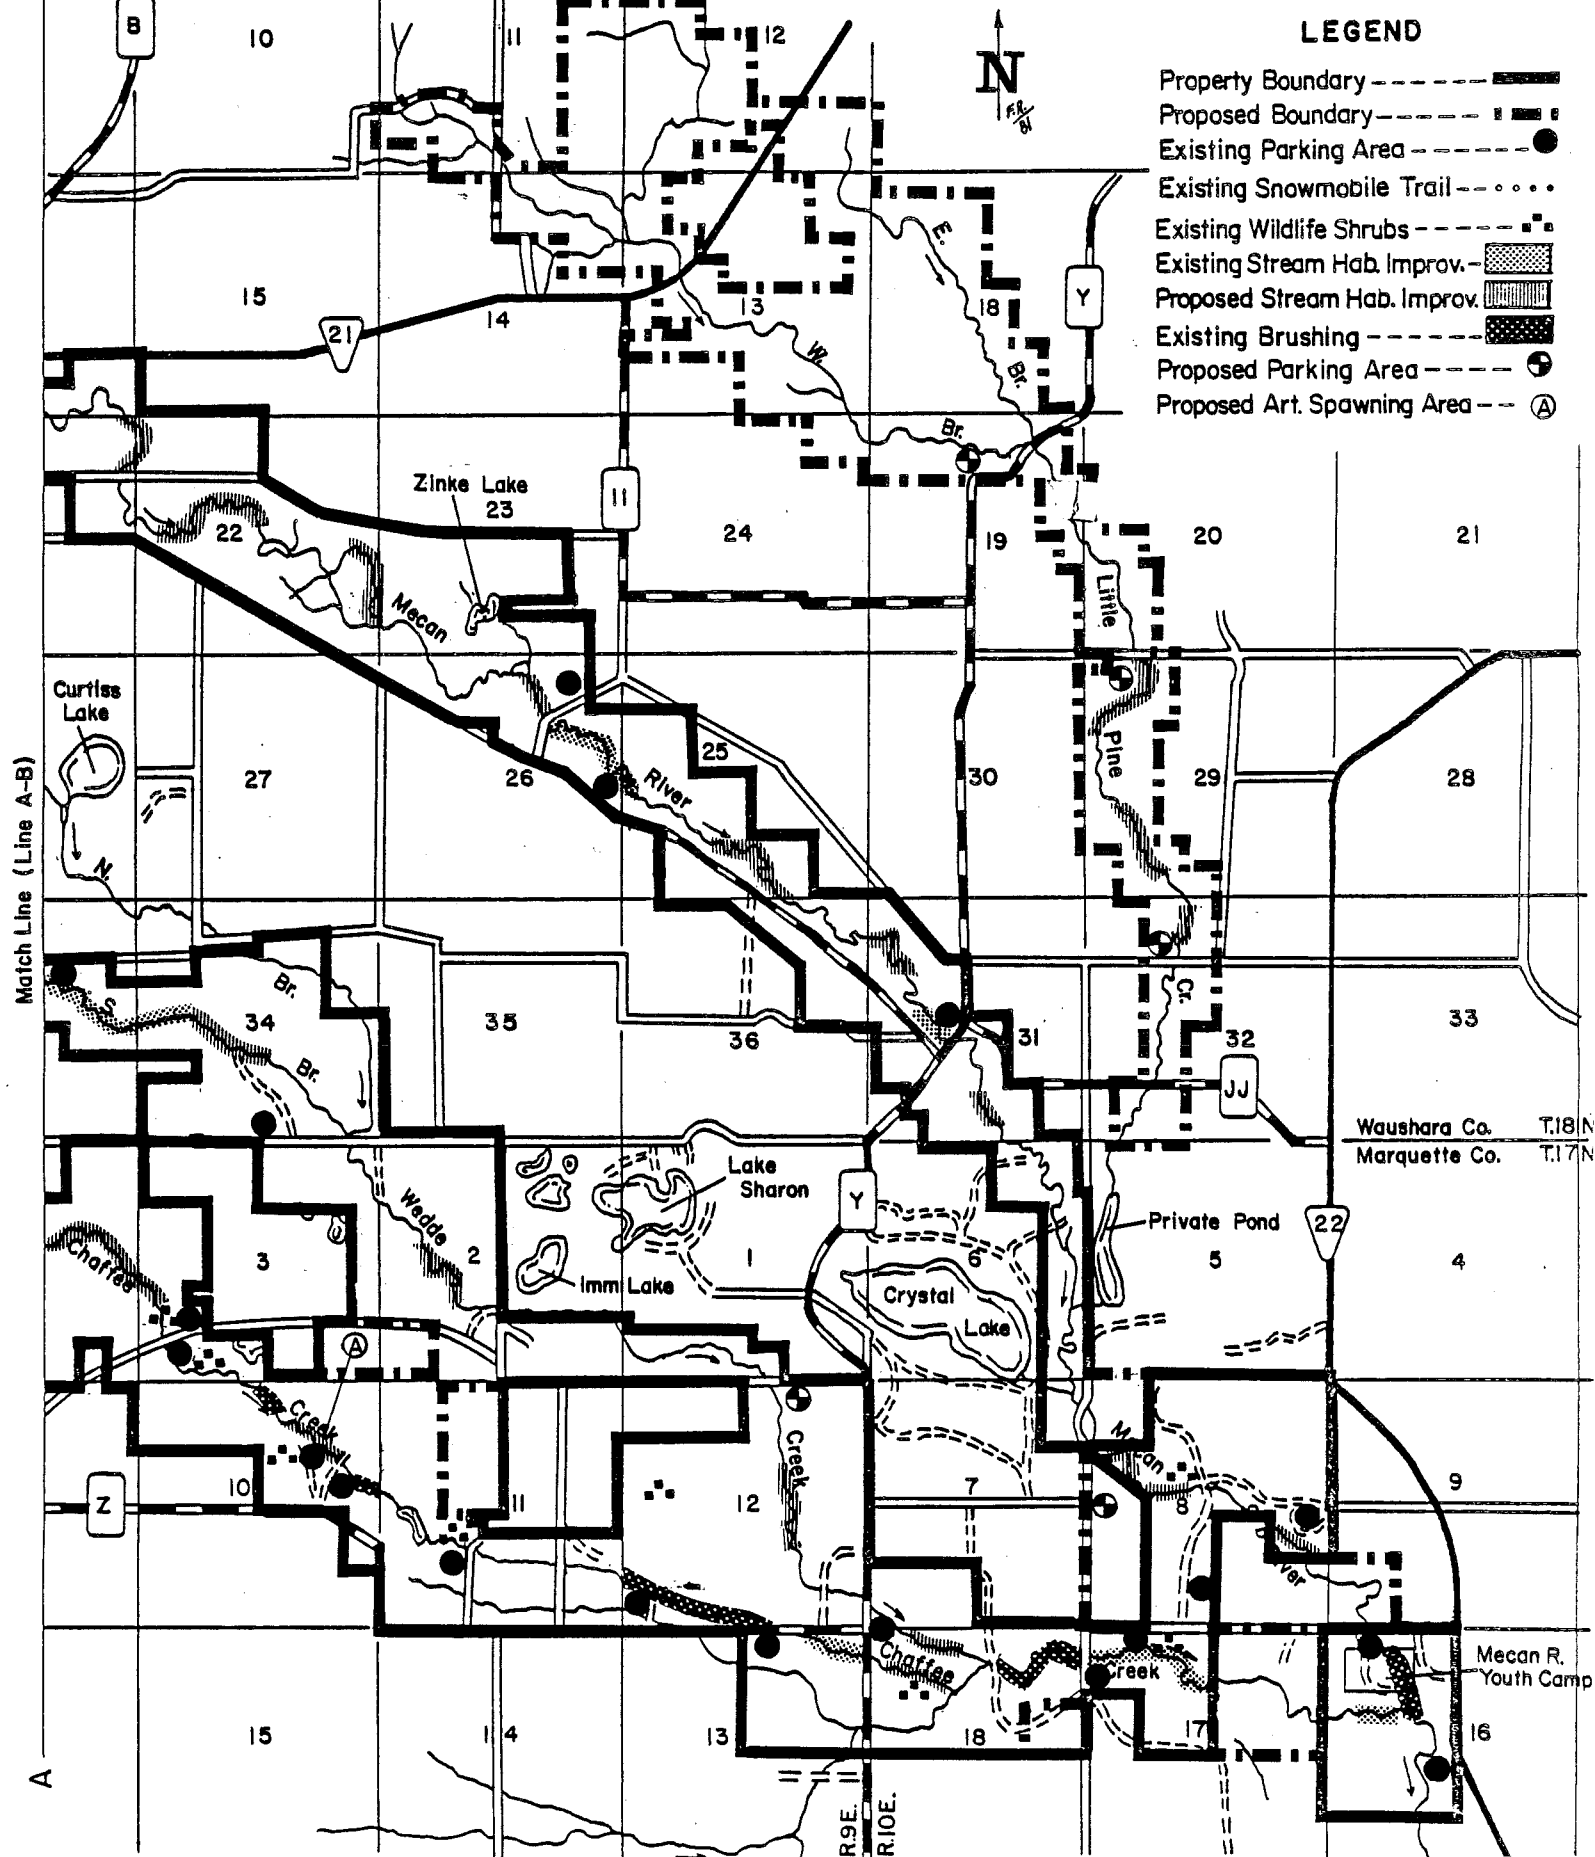 LEGEND
Property Boundary
Proposed Boundary
Existing Parking Area
Existing Snowmobile Trail
Existing Wildlife Shrubs
Existing Stream Hab. Improv.
Proposed Stream Hab. Improv.
Existing Brushing
Proposed Parking Area
Proposed Art. Spawning Area
A
N
F.R.
81
B
10
11
12
15
14
13
18
21
Y
E.
Br.
W.
Br.
Zinke Lake
23
22
II
24
19
20
21
Mecan
Little
Curtiss
Lake
27
26
25
River
30
Pine
29
28
Match Line (Line A-B)
N.
Br.
S.
34
Br.
35
36
31
Cr.
32
33
JJ
Waushara Co.
T.18N
Marquette Co.
T.17N
Lake
Sharon
Y
Private Pond
22
Wedde
Chaffee
3
2
1
6
5
4
Imm Lake
Crystal
Lake
A
Creek
Creek
Mecan
Z
10
11
12
7
8
9
River
Chaffee
Creek
Mecan R.
Youth Camp
15
14
13
18
17
16
A
R.9E.
R.10E.